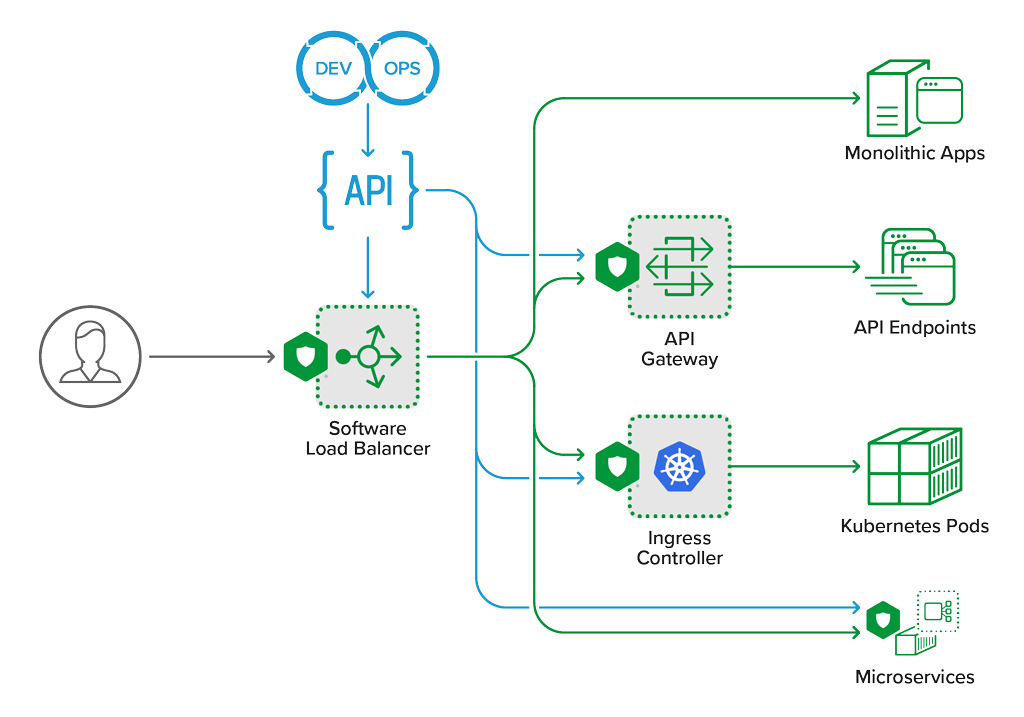 DEV
OPS
{ API }
Monolithic Apps
API
Gateway
API Endpoints
Software
Load Balancer
Ingress
Controller
Kubernetes Pods
Microservices